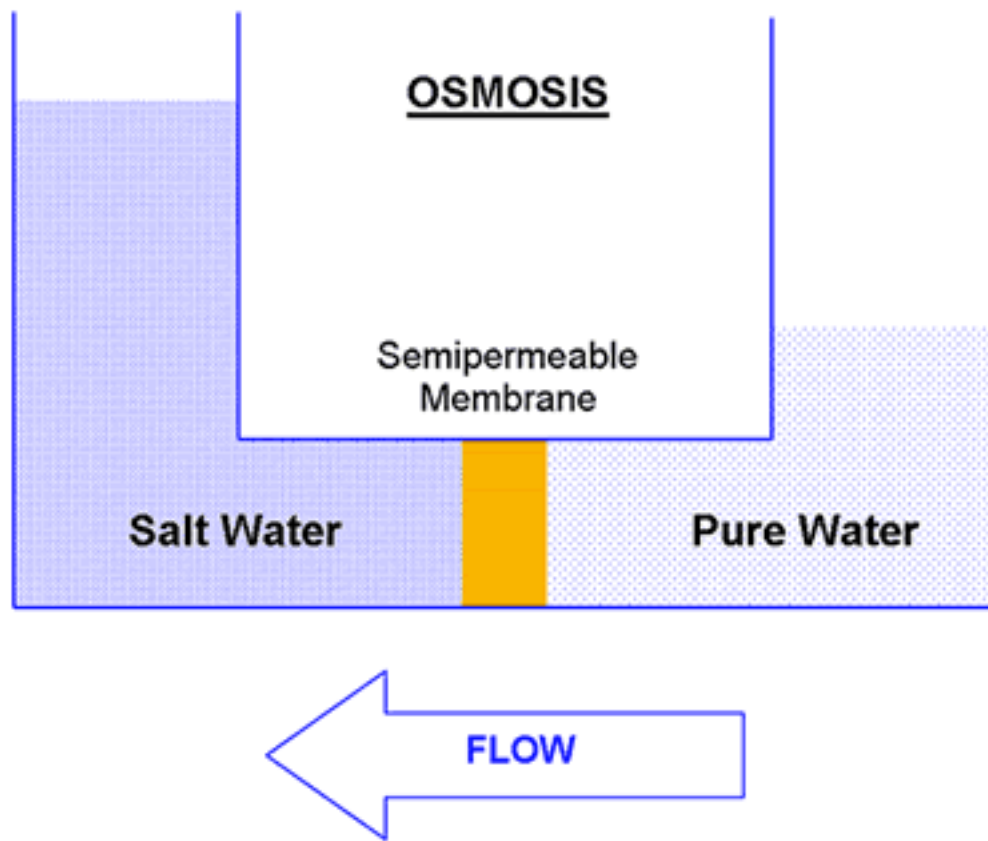 OSMOSIS
Semipermeable
Membrane
Salt Water
Pure Water
FLOW